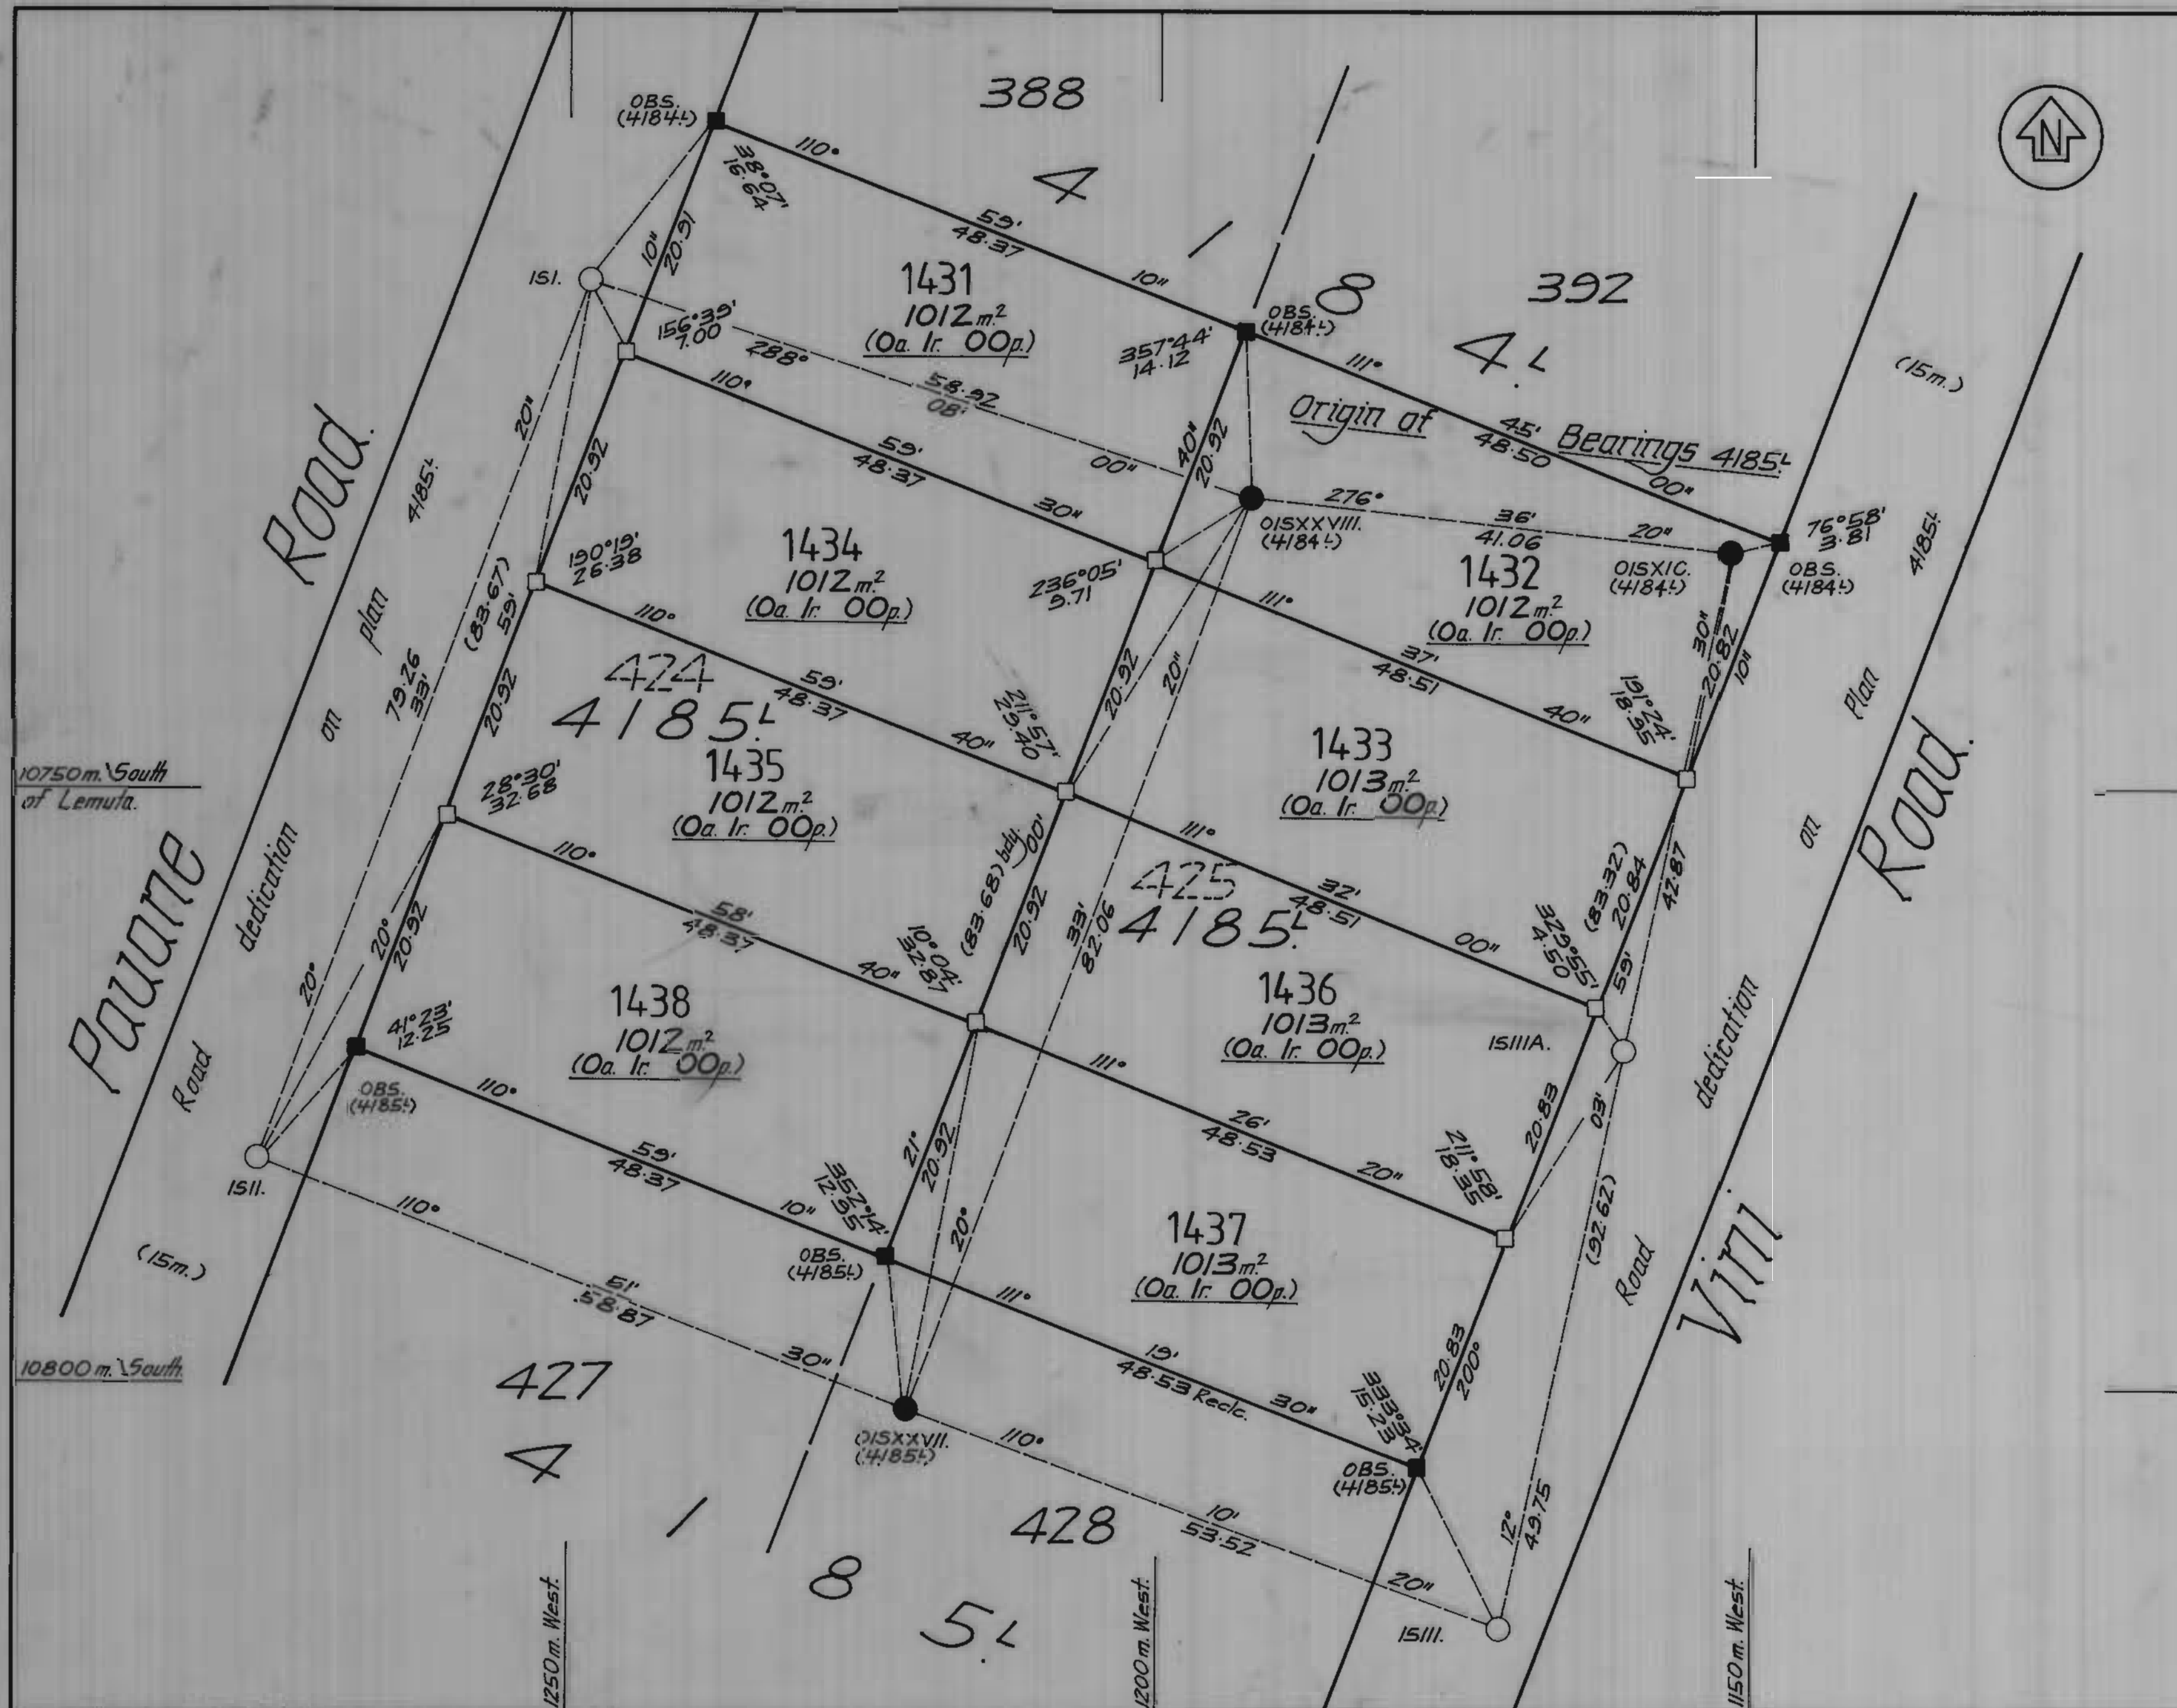 388
OBS.
(4184L)
N
110°
59'
48·37
10"
38°07'
16·64
4 1 8 4.L
10"
20·91
1S1.
1431
1012m²
(0a. 1r. 00p.)
392
OBS.
(4184L)
156°39'
7.00
288°
58·92
08'
00"
357°44'
14·12
111°
45'
48·50
00"
Origin of Bearings 4185L
(15m.)
110°
59'
48·37
30"
40"
20·92
276°
36'
41.06
20"
76°58'
3.81
OISXXVIII.
(4184L)
OISXIC.
(4184L)
OBS.
(4184L)
20"
4185L
Road.
20·92
1434
1012m²
(0a. 1r. 00p.)
1432
1012m²
(0a. 1r. 00p.)
4185L
190°19'
26·38
236°05'
9.71
(83·67)
59'
110°
59'
48·37
40"
111°
37'
48·51
40"
30"
20·82
10"
plan
on
79·26
33'
20·92
424
4185L
20·92
20"
211°57'
29·40
191°24'
18·95
Plan
1433
1013m²
(0a. 1r. 00p.)
1435
1012m²
(0a. 1r. 00p.)
10750m. South
of Lemuta.
28°30'
32·68
Road.
on
dedication
110°
58'
48·37
40"
(83·68) bdy.
00'
20·92
111°
32'
48·51
00"
(83·32)
20·84
42·87
425
4185L
33'
82·06
Pauane
20°
20·92
20°
10°04'
32·87
329°55'
4·50
59'
1438
1012m²
(0a. 1r. 00p.)
1436
1013m²
(0a. 1r. 00p.)
1SIIIA.
41°23'
12·25
Road
dedication
OBS.
(4185L)
110°
59'
48·37
10"
21°
20·92
111°
26'
48·53
20"
20·83
03'
1SII.
352°14'
12·95
211°58'
18·35
110°
51'
58·87
30"
(15m.)
OBS.
(4185L)
20°
1437
1013m²
(0a. 1r. 00p.)
(92·62)
Road
Vini
111°
19'
48·53 Reclc.
30"
20·83
200°
10800m. South.
427
333°34'
15·23
OISXXVII.
(4185L)
110°
10'
53·52
20"
OBS.
(4185L)
12°
49·75
428
4 1 8 5.L
1SIII.
1250m. West.
1200m. West.
1150m. West.